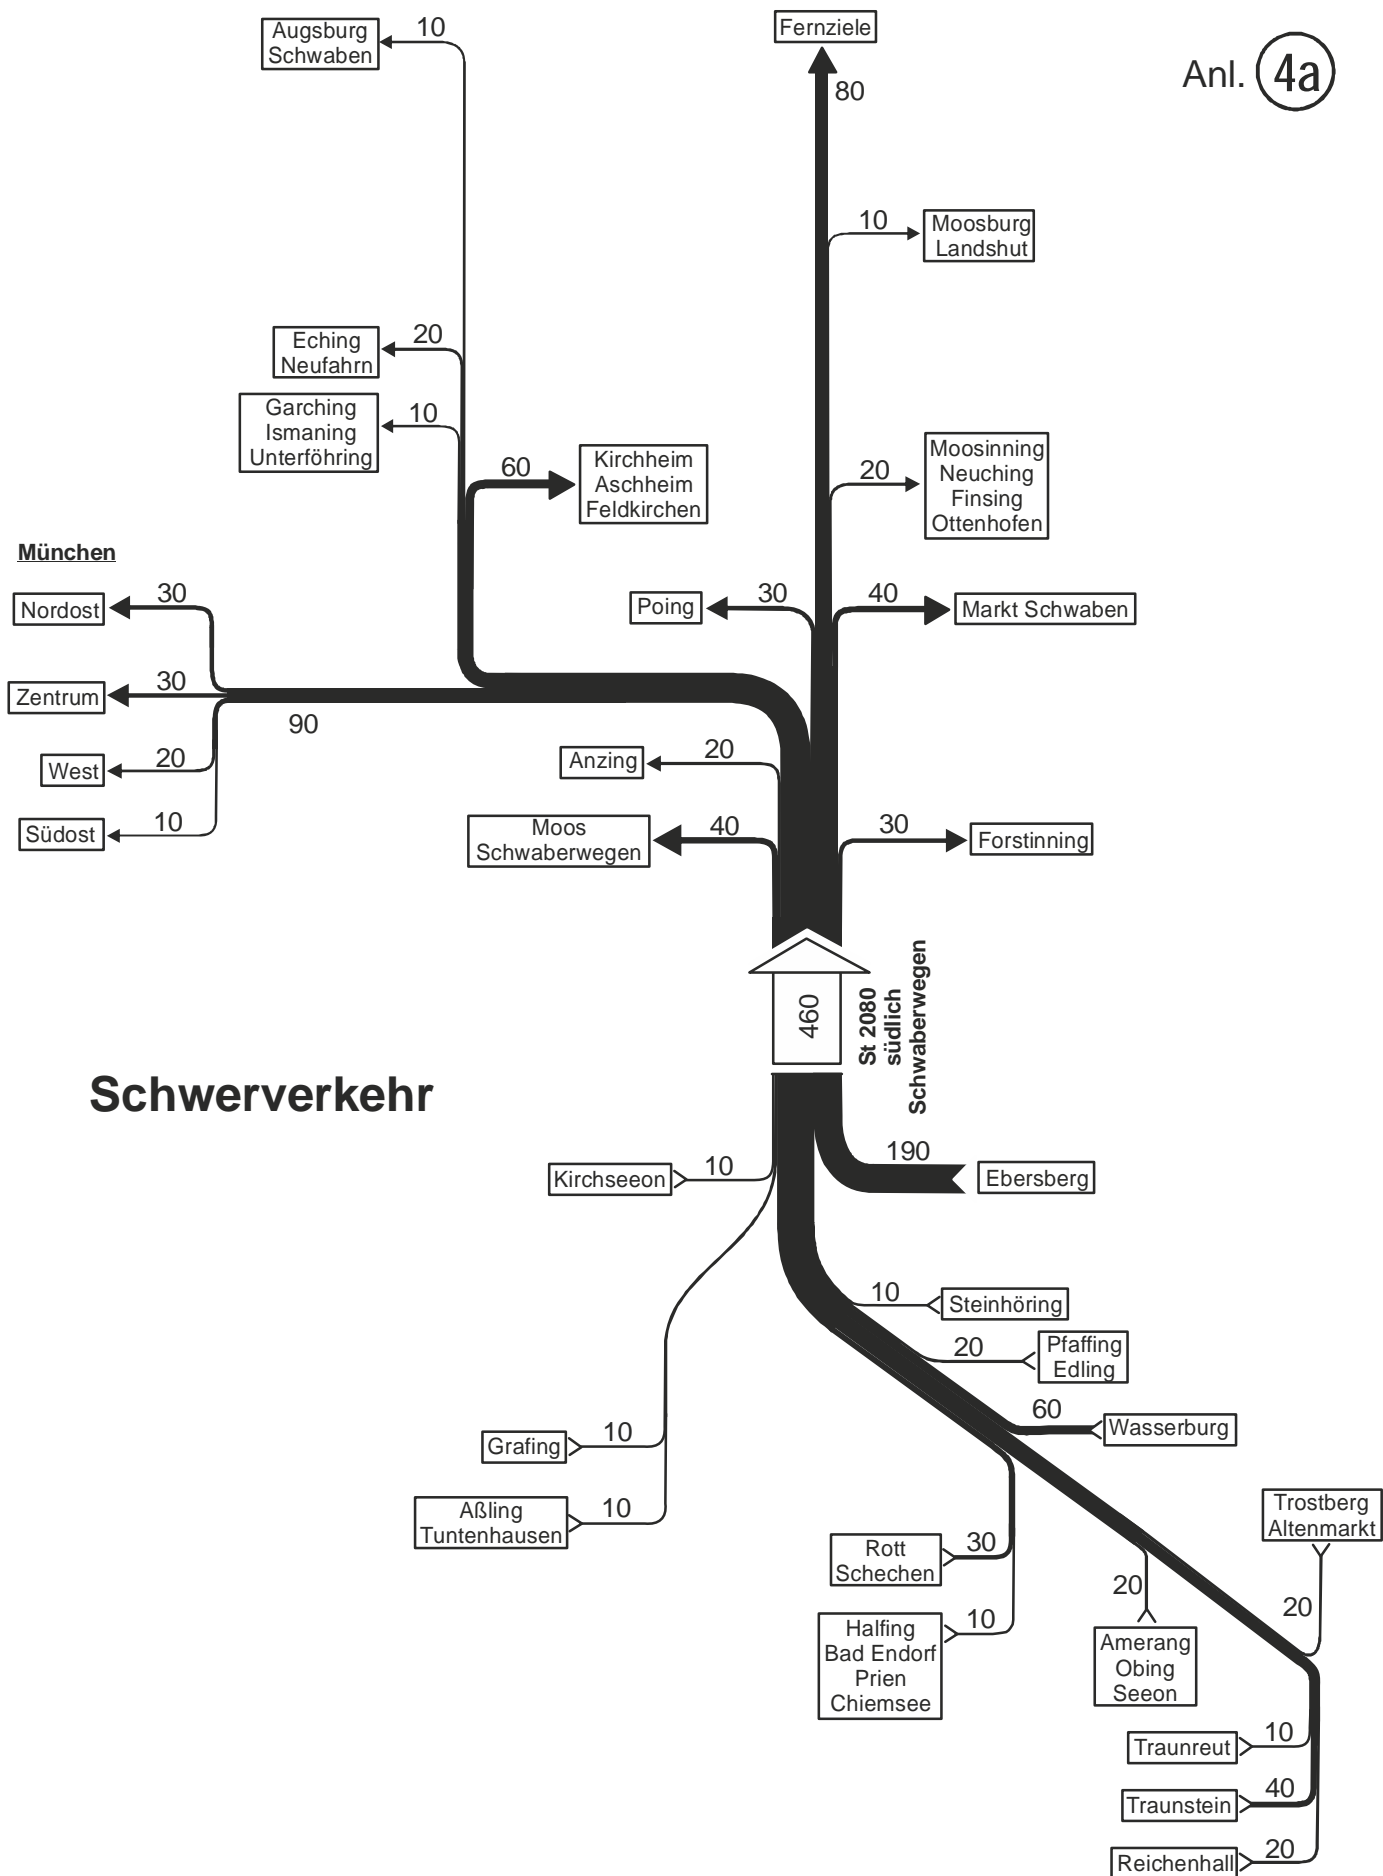 Anl. 4a
Augsburg
Schwaben
10
Fernziele
80
10
Moosburg
Landshut
Eching
Neufahrn
20
Garching
Ismaning
Unterföhring
10
60
Kirchheim
Aschheim
Feldkirchen
20
Moosinning
Neuching
Finsing
Ottenhofen
München
Nordost
30
Poing
30
40
Markt Schwaben
Zentrum
30
90
West
20
Anzing
20
Südost
10
Moos
Schwaberwegen
40
30
Forstinning
460
St 2080
südlich
Schwaberwegen
Schwerverkehr
Kirchseeon
10
190
Ebersberg
10
Steinhöring
20
Pfaffing
Edling
60
Wasserburg
Grafing
10
Aßling
Tuntenhausen
10
Rott
Schechen
30
Trostberg
Altenmarkt
20
Halfing
Bad Endorf
Prien
Chiemsee
10
20
Amerang
Obing
Seeon
Traunreut
10
Traunstein
40
Reichenhall
20